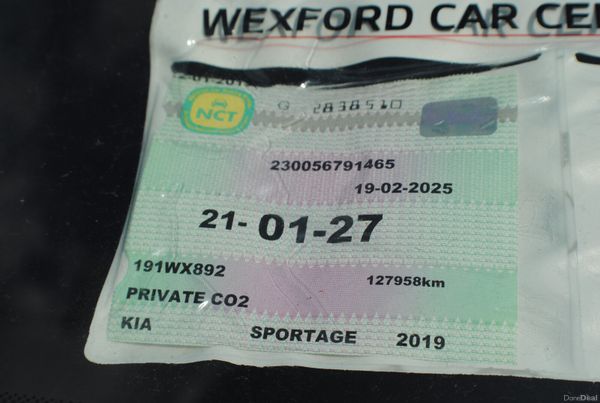 WEXFORD CAR CE
NCT
G 2838510
230056791465
19-02-2025
21-01-27
191WX892
127958km
PRIVATE CO2
KIA SPORTAGE 2019
DoneDeal